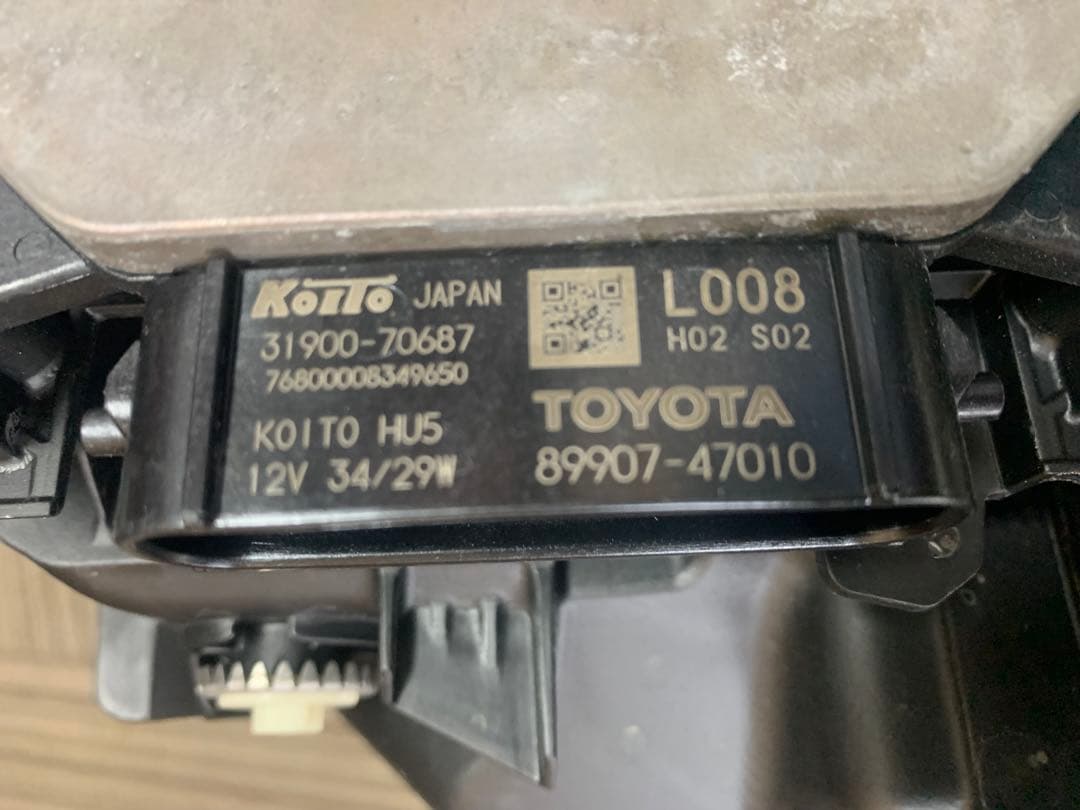 KOITO JAPAN
31900-70687
76800008349650
KOITO HU5
12V 34/29W
L008
H02 S02
TOYOTA
89907-47010